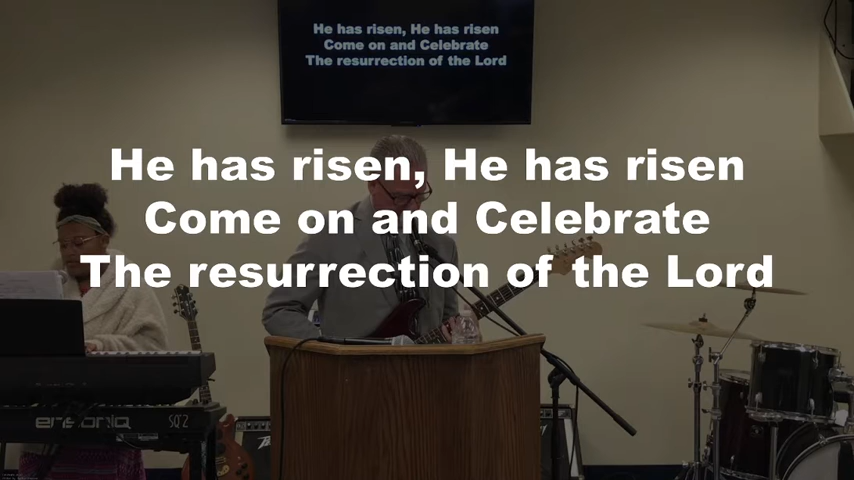 He has risen, He has risen
Come on and Celebrate
The resurrection of the Lord
He has risen, He has risen
Come on and Celebrate
The resurrection of the Lord
ensoniq SQ2